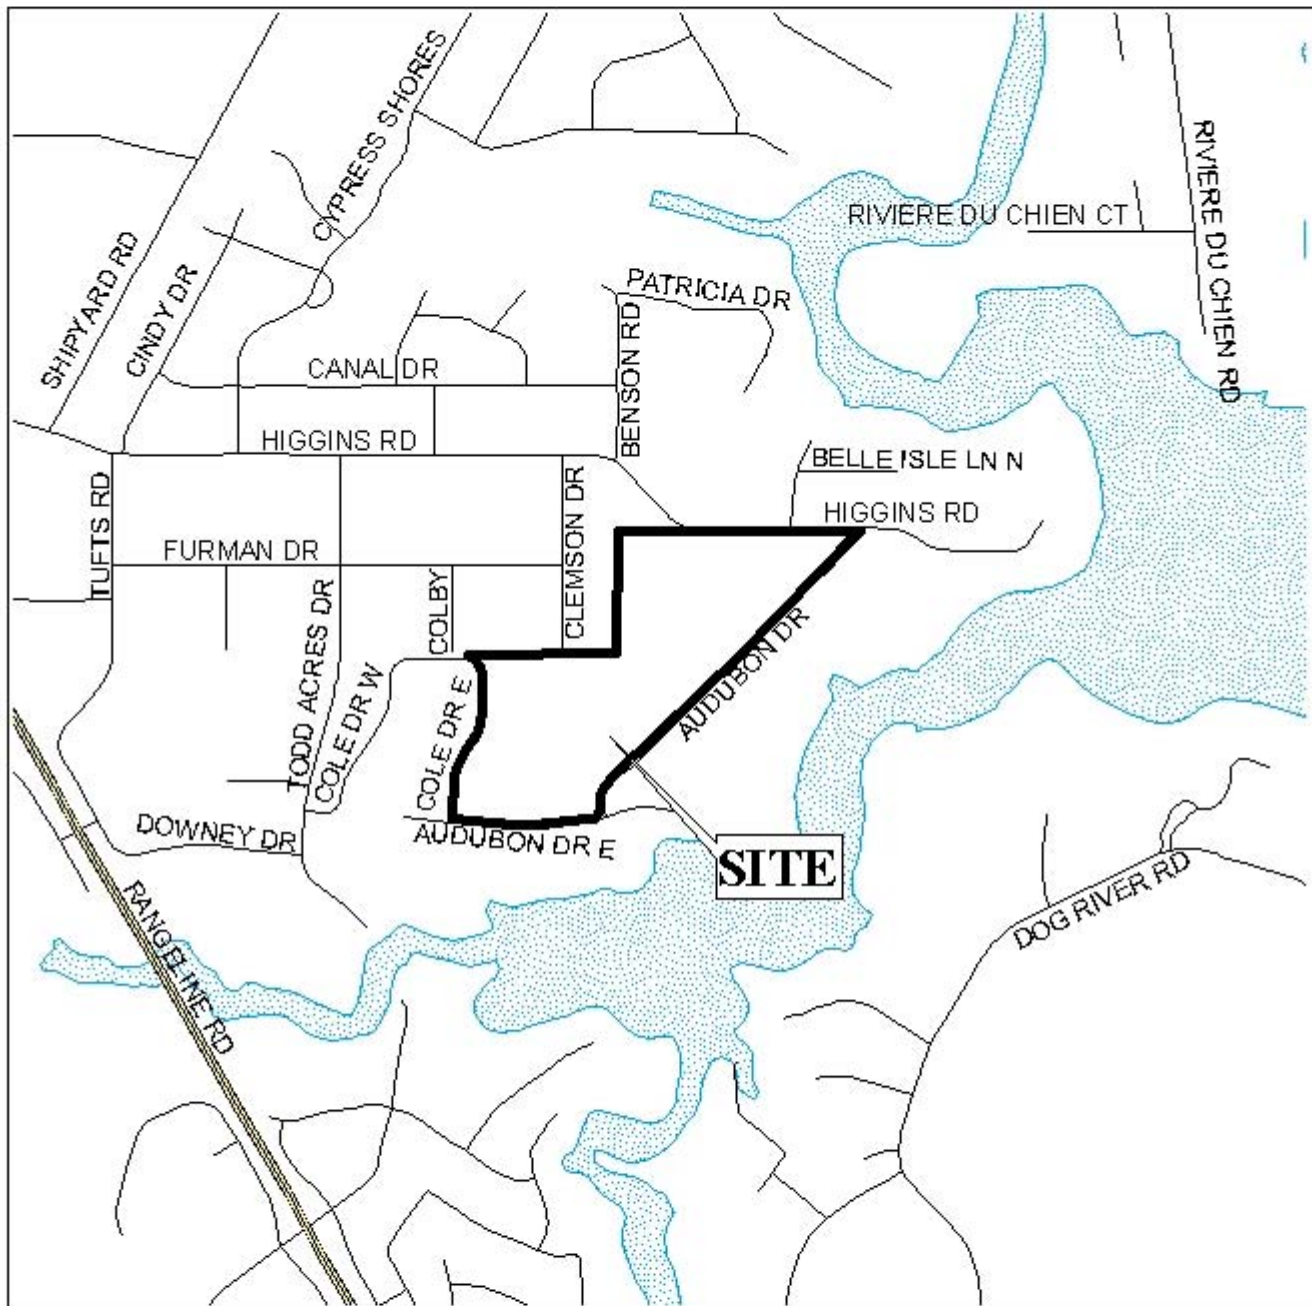 CYPRESS SHORES
RIVIERE DU CHIEN RD
RIVIERE DU CHIEN CT
SHIPYARD RD
CINDY DR
PATRICIA DR
BENSON RD
CANAL DR
HIGGINS RD
BELLE ISLE LN N
HIGGINS RD
TUFTS RD
CLEMSON DR
FURMAN DR
COLBY
TODD ACRES DR
COLE DR W
COLE DR E
AUDUBON DR
DOWNEY DR
AUDUBON DR E
SITE
RANGELINE RD
DOG RIVER RD